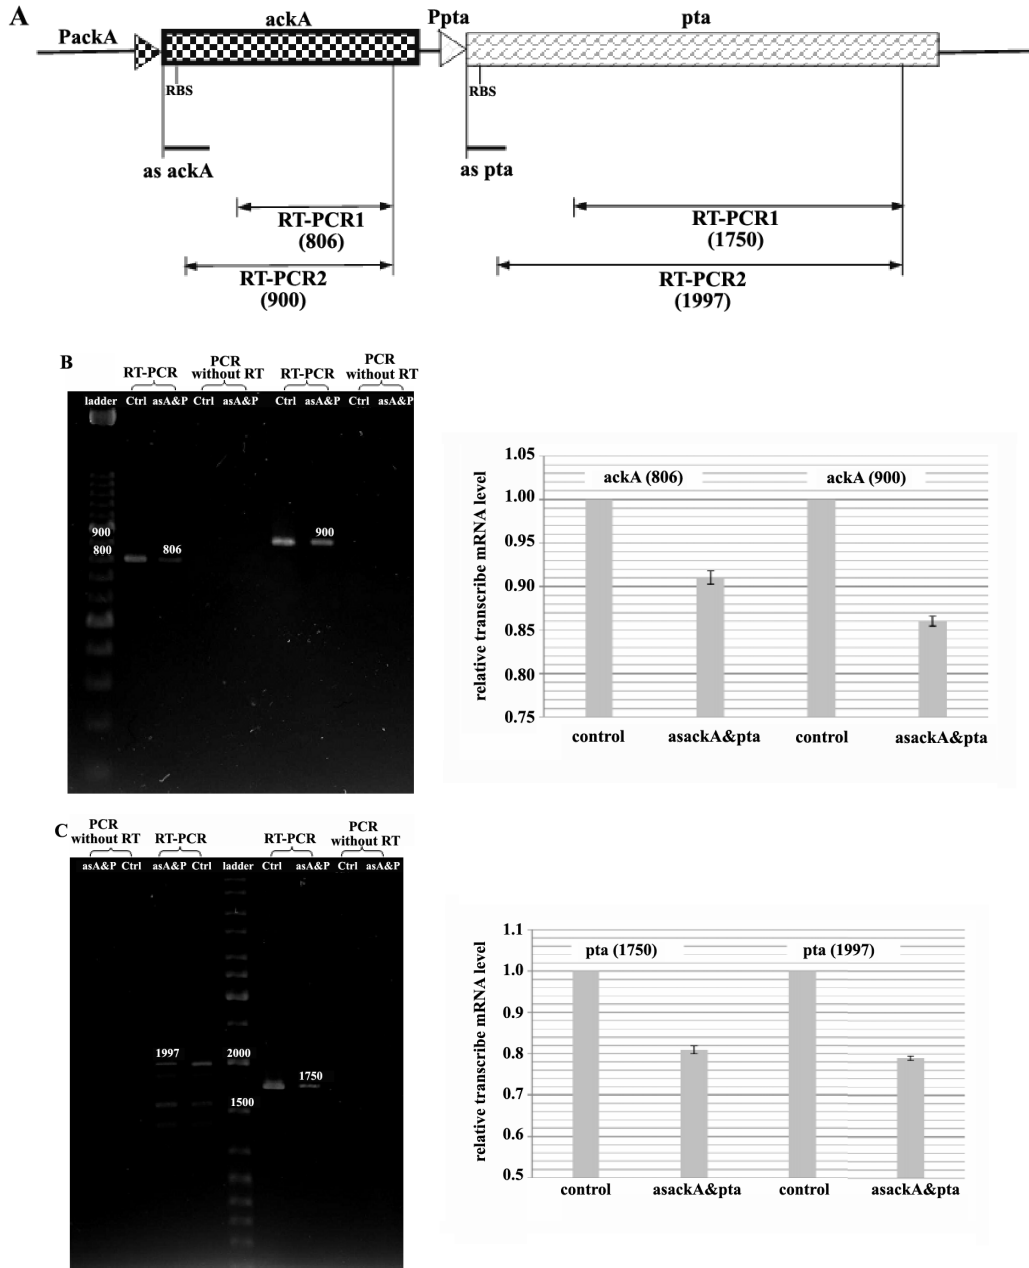 A
PackA
ackA
Ppta
pta
RBS
RBS
as ackA
as pta
RT-PCR1
(806)
RT-PCR1
(1750)
RT-PCR2
(900)
RT-PCR2
(1997)
B
RT-PCR
PCR
without RT
RT-PCR
PCR
without RT
ladder Ctrl asA&P Ctrl asA&P Ctrl asA&P Ctrl asA&P
900
800
806
900
relative transcribe mRNA level
1.05
1.00
0.95
0.90
0.85
0.80
0.75
ackA (806)
ackA (900)
control asackA&pta control asackA&pta
C
PCR
without RT
RT-PCR
RT-PCR
PCR
without RT
asA&P Ctrl asA&P Ctrl ladder Ctrl asA&P Ctrl asA&P
1997
2000
1750
1500
relative transcribe mRNA level
1.1
1.0
0.9
0.8
0.7
0.6
0.5
pta (1750)
pta (1997)
control asackA&pta control asackA&pta